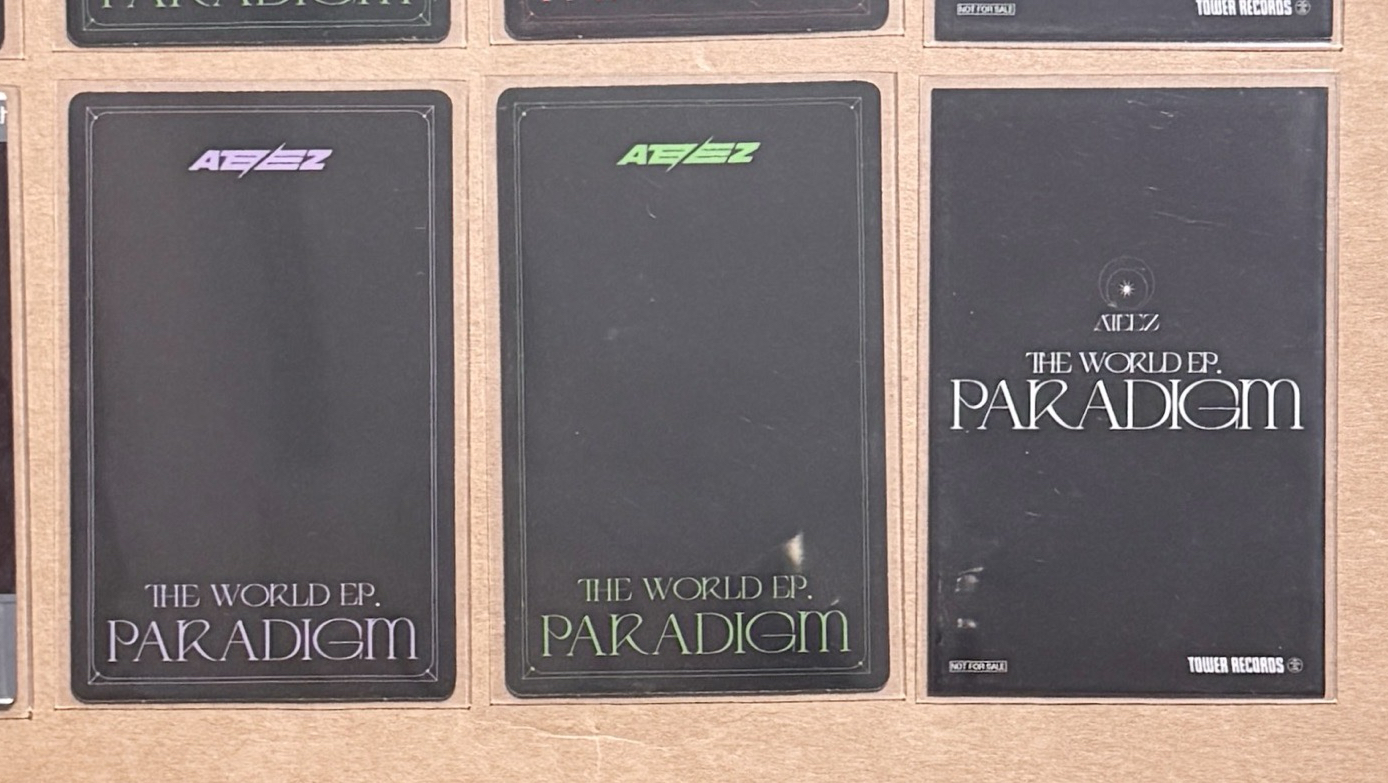 PARADIGM
NOT FOR SALE
TOWER RECORDS
ATEEZ
THE WORLD EP.
PARADIGM
ATEEZ
THE WORLD EP.
PARADIGM
ATEEZ
THE WORLD EP.
PARADIGM
NOT FOR SALE
TOWER RECORDS